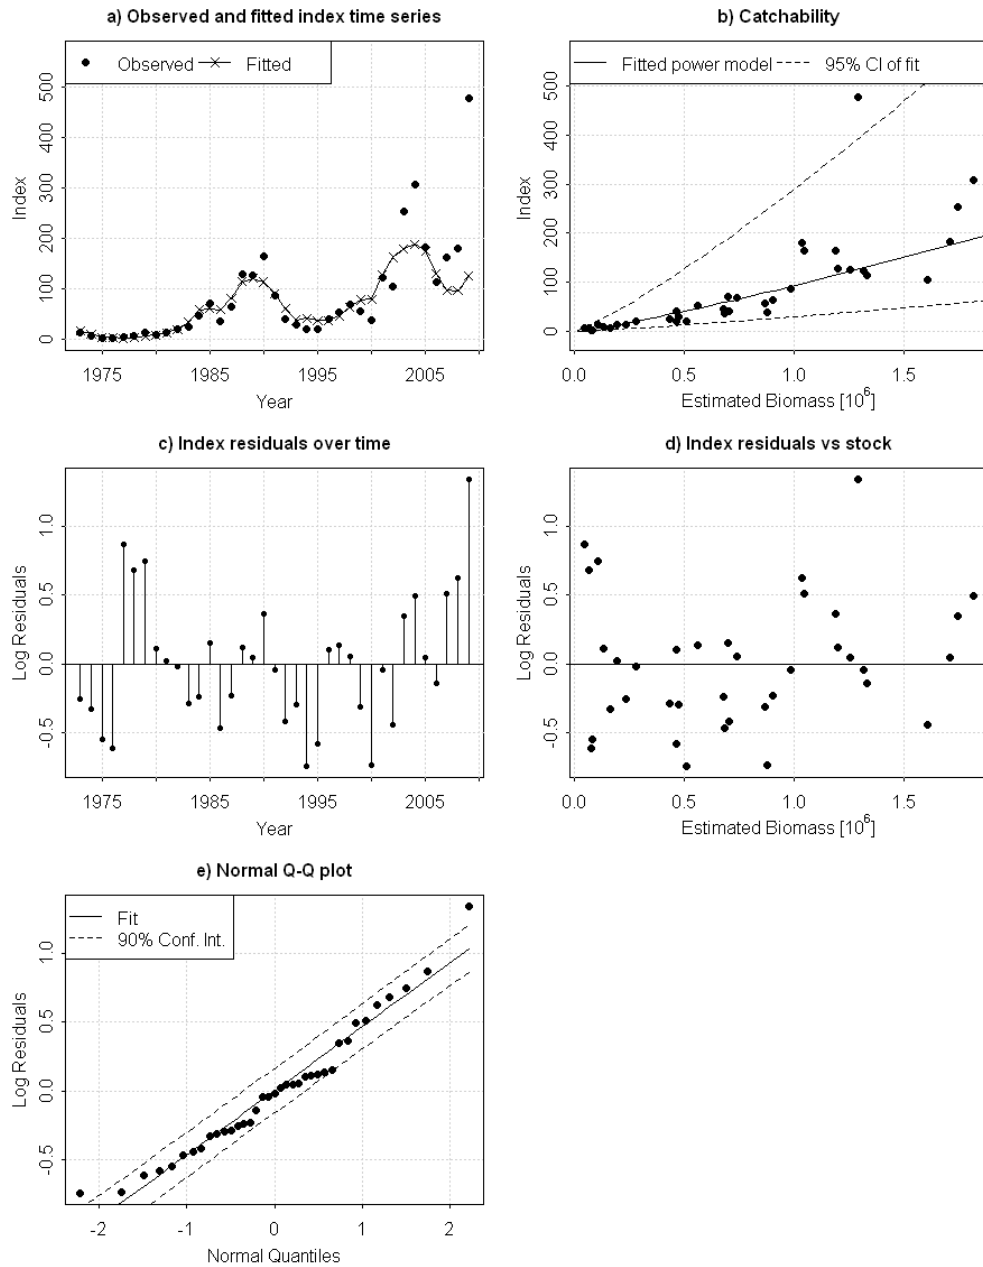 a) Observed and fitted index time series
Observed Fitted
0 100 200 300 400 500
Index
1975 1985 1995 2005
Year
b) Catchability
Fitted power model 95% CI of fit
0 100 200 300 400 500
Index
0.0 0.5 1.0 1.5
Estimated Biomass [10⁶]
c) Index residuals over time
-0.5 0.0 0.5 1.0
Log Residuals
1975 1985 1995 2005
Year
d) Index residuals vs stock
-0.5 0.0 0.5 1.0
Log Residuals
0.0 0.5 1.0 1.5
Estimated Biomass [10⁶]
e) Normal Q-Q plot
Fit
90% Conf. Int.
-0.5 0.0 0.5 1.0
Log Residuals
-2 -1 0 1 2
Normal Quantiles